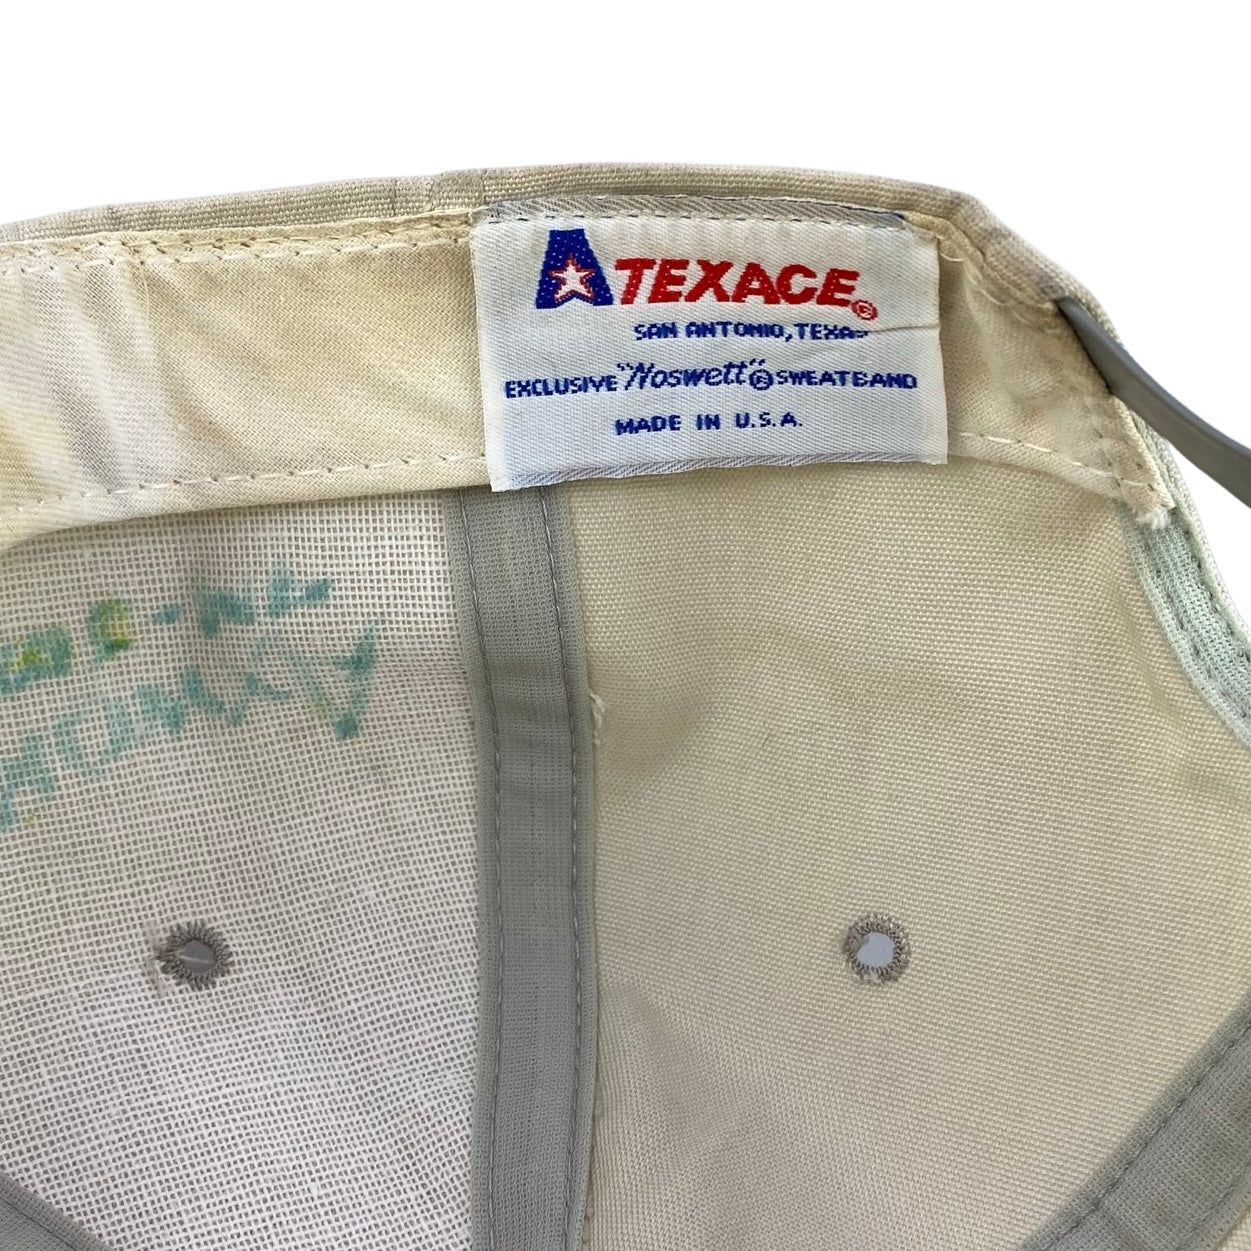 A TEXACE®
SAN ANTONIO, TEXAS
EXCLUSIVE "Noswett"® SWEATBAND
MADE IN U.S.A.